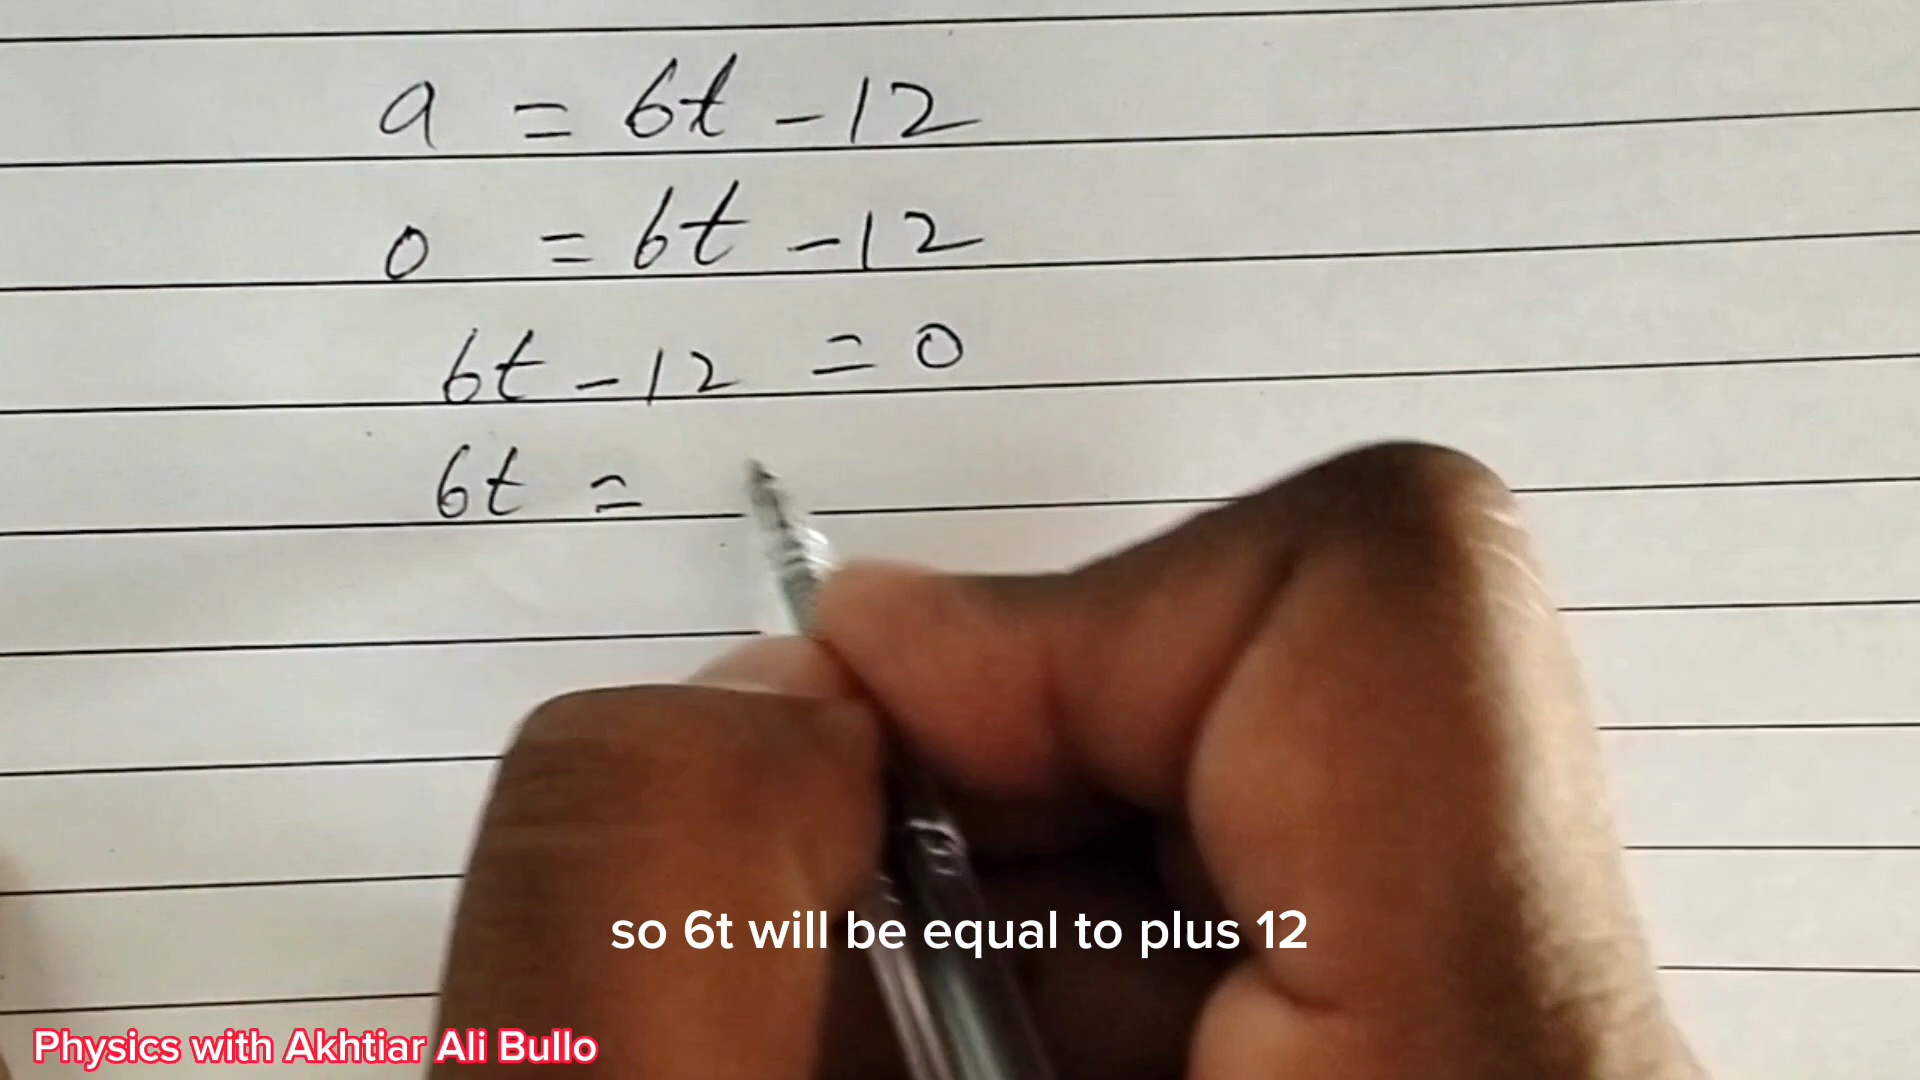 a = 6t - 12
0 = 6t - 12
6t - 12 = 0
6t =
so 6t will be equal to plus 12
Physics with Akhtiar Ali Bullo